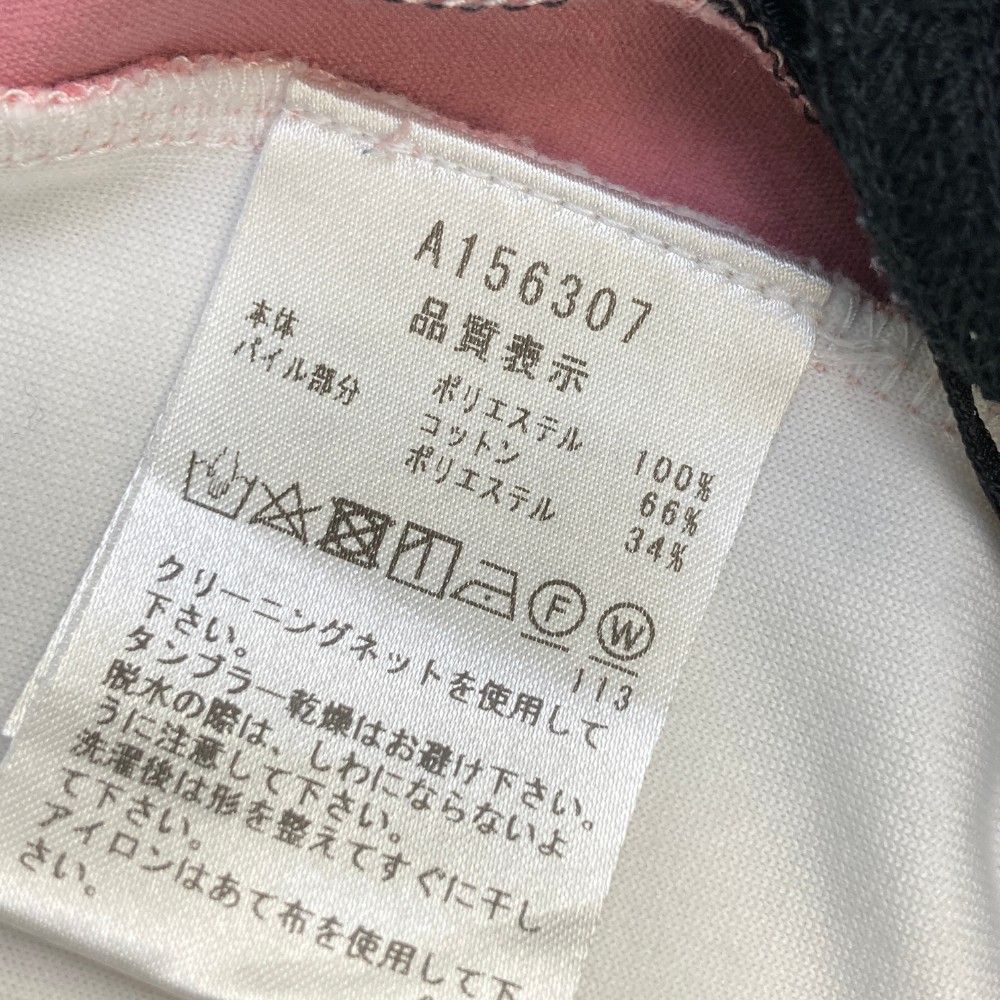 A156307
品質表示
本体 ポリエステル 100%
パイル部分 コットン 66%
ポリエステル 34%
F W
113
クリーニングネットを使用して
下さい。
タンブラー乾燥はお避け下さい。
脱水の際は、しわにならないよ
うに注意して下さい。
洗濯後は形を整えてすぐに干し
て下さい。
アイロンはあて布を使用して下
さい。